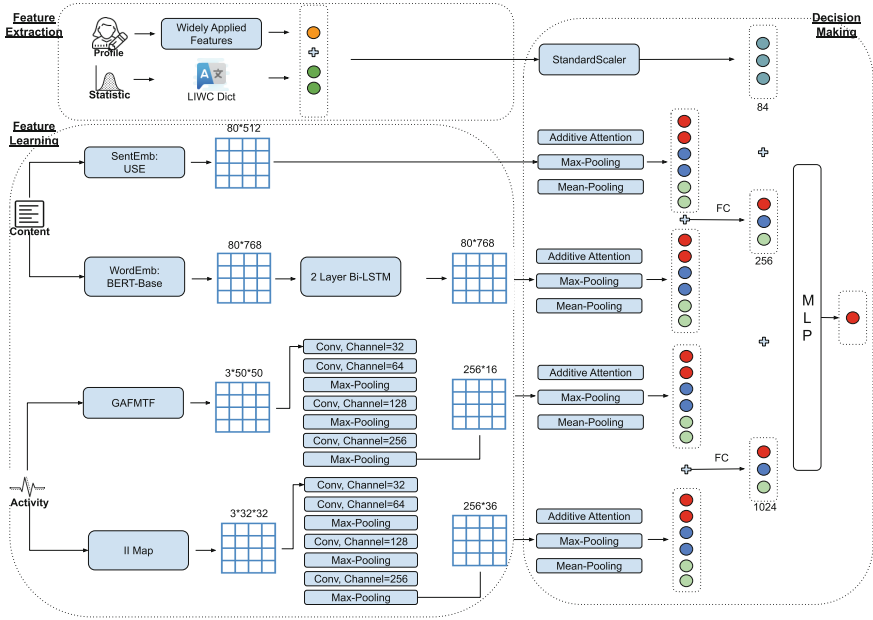 Feature
Extraction
Profile
Widely Applied
Features
Statistic
LIWC Dict
StandardScaler
Decision
Making
84
Feature
Learning
Content
SentEmb:
USE
80*512
Additive Attention
Max-Pooling
Mean-Pooling
FC
256
WordEmb:
BERT-Base
80*768
2 Layer Bi-LSTM
80*768
Additive Attention
Max-Pooling
Mean-Pooling
M
L
P
Activity
GAFMTF
3*50*50
Conv, Channel=32
Conv, Channel=64
Max-Pooling
Conv, Channel=128
Max-Pooling
Conv, Channel=256
Max-Pooling
256*16
Additive Attention
Max-Pooling
Mean-Pooling
FC
1024
II Map
3*32*32
Conv, Channel=32
Conv, Channel=64
Max-Pooling
Conv, Channel=128
Max-Pooling
Conv, Channel=256
Max-Pooling
256*36
Additive Attention
Max-Pooling
Mean-Pooling